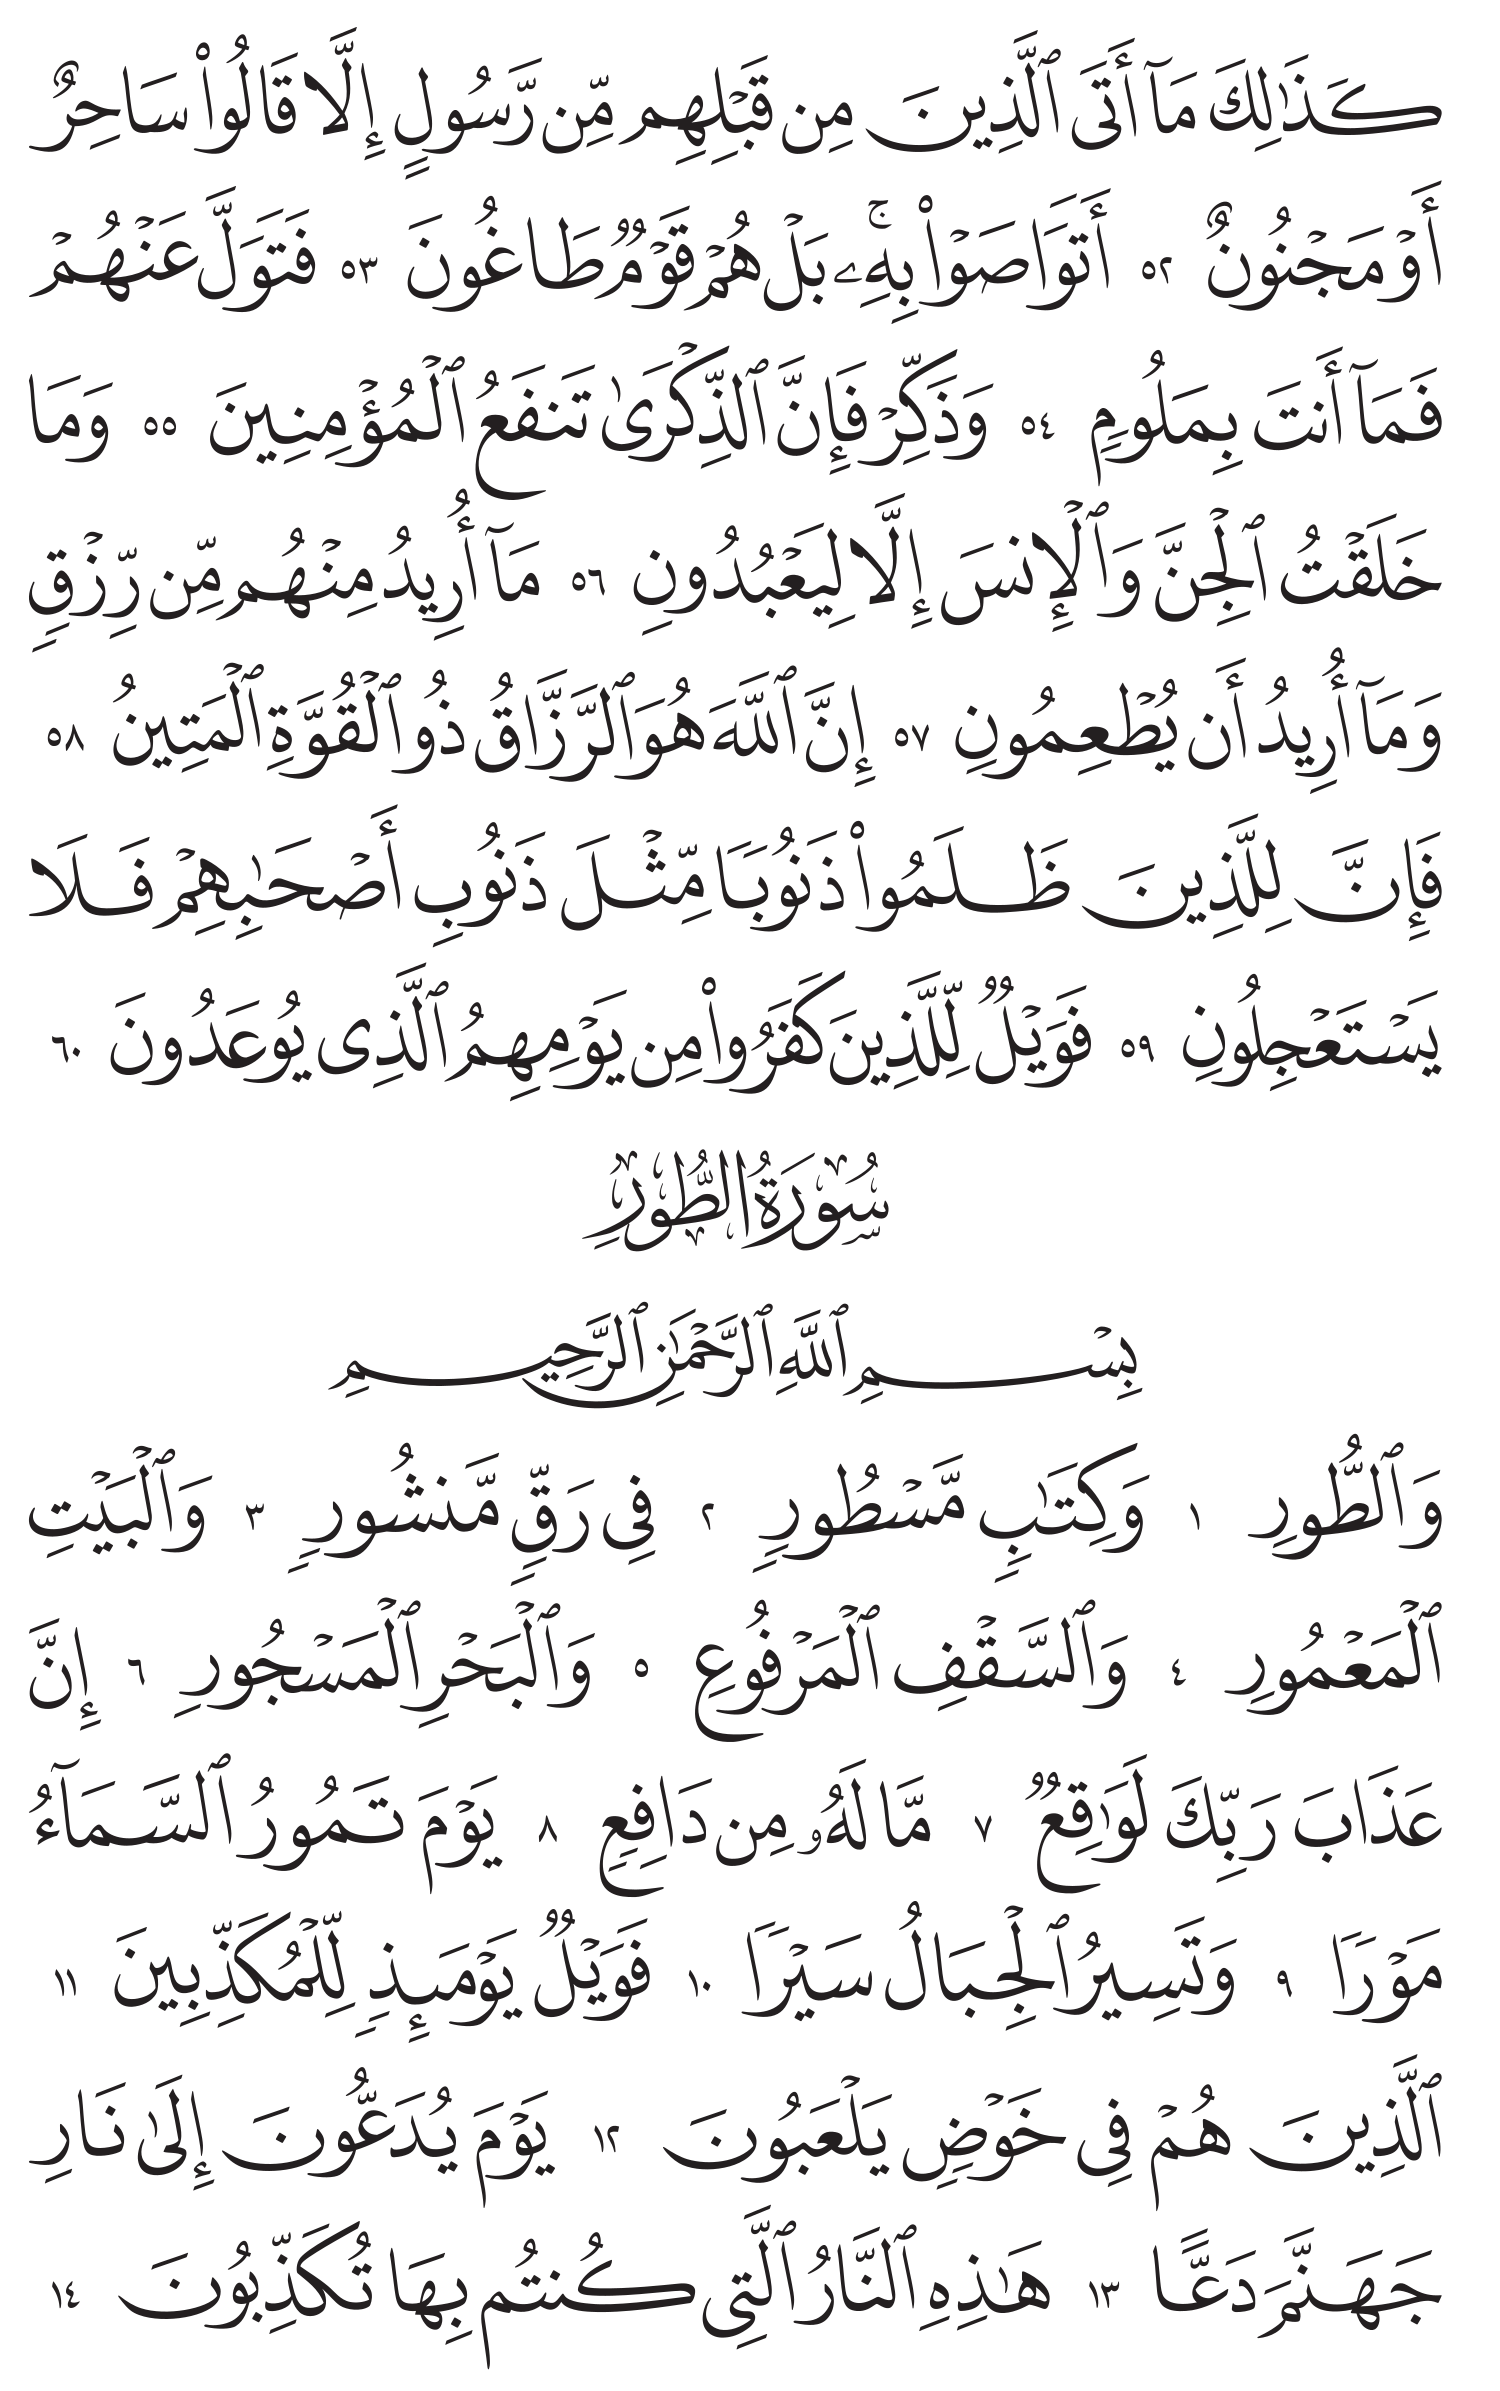 كَذَٰلِكَ مَآ أَتَى ٱلَّذِينَ مِن قَبْلِهِم مِّن رَّسُولٍ إِلَّا قَالُوا۟ سَاحِرٌ
أَوْ مَجْنُونٌ ٥٢ أَتَوَاصَوْا۟ بِهِۦۚ بَلْ هُمْ قَوْمٌ طَاغُونَ ٥٣ فَتَوَلَّ عَنْهُمْ
فَمَآ أَنتَ بِمَلُومٍ ٥٤ وَذَكِّرْ فَإِنَّ ٱلذِّكْرَىٰ تَنفَعُ ٱلْمُؤْمِنِينَ ٥٥ وَمَا
خَلَقْتُ ٱلْجِنَّ وَٱلْإِنسَ إِلَّا لِيَعْبُدُونِ ٥٦ مَآ أُرِيدُ مِنْهُم مِّن رِّزْقٍ
وَمَآ أُرِيدُ أَن يُطْعِمُونِ ٥٧ إِنَّ ٱللَّهَ هُوَ ٱلرَّزَّاقُ ذُو ٱلْقُوَّةِ ٱلْمَتِينُ ٥٨
فَإِنَّ لِلَّذِينَ ظَلَمُوا۟ ذَنُوبًا مِّثْلَ ذَنُوبِ أَصْحَٰبِهِمْ فَلَا
يَسْتَعْجِلُونِ ٥٩ فَوَيْلٌ لِّلَّذِينَ كَفَرُوا۟ مِن يَوْمِهِمُ ٱلَّذِى يُوعَدُونَ ٦٠
سُورَةُ الطُّورِ
بِسْمِ ٱللَّهِ ٱلرَّحْمَٰنِ ٱلرَّحِيمِ
وَٱلطُّورِ ١ وَكِتَٰبٍ مَّسْطُورٍ ٢ فِى رَقٍّ مَّنشُورٍ ٣ وَٱلْبَيْتِ
ٱلْمَعْمُورِ ٤ وَٱلسَّقْفِ ٱلْمَرْفُوعِ ٥ وَٱلْبَحْرِ ٱلْمَسْجُورِ ٦ إِنَّ
عَذَابَ رَبِّكَ لَوَٰقِعٌ ٧ مَّا لَهُۥ مِن دَافِعٍ ٨ يَوْمَ تَمُورُ ٱلسَّمَآءُ
مَوْرًا ٩ وَتَسِيرُ ٱلْجِبَالُ سَيْرًا ١٠ فَوَيْلٌ يَوْمَئِذٍ لِّلْمُكَذِّبِينَ ١١
ٱلَّذِينَ هُمْ فِى خَوْضٍ يَلْعَبُونَ ١٢ يَوْمَ يُدَعُّونَ إِلَىٰ نَارِ
جَهَنَّمَ دَعًّا ١٣ هَٰذِهِ ٱلنَّارُ ٱلَّتِى كُنتُم بِهَا تُكَذِّبُونَ ١٤